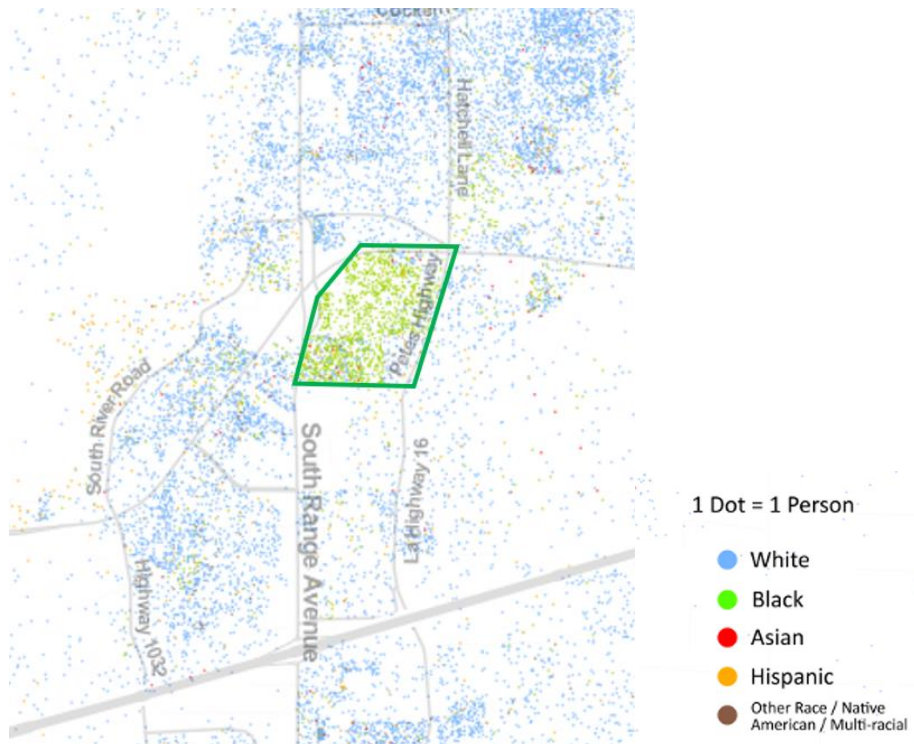 Hatchell Lane
Petes Highway
South River Road
South Range Avenue
La Highway 16
Highway 1032
1 Dot = 1 Person
White
Black
Asian
Hispanic
Other Race / Native
American / Multi-racial